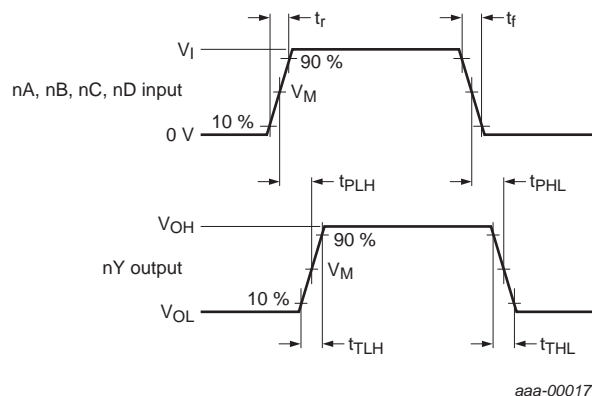 tr
tf
VI
90 %
nA, nB, nC, nD input
VM
10 %
0 V
tPLH
tPHL
VOH
90 %
nY output
VM
10 %
VOL
tTLH
tTHL
aaa-00017